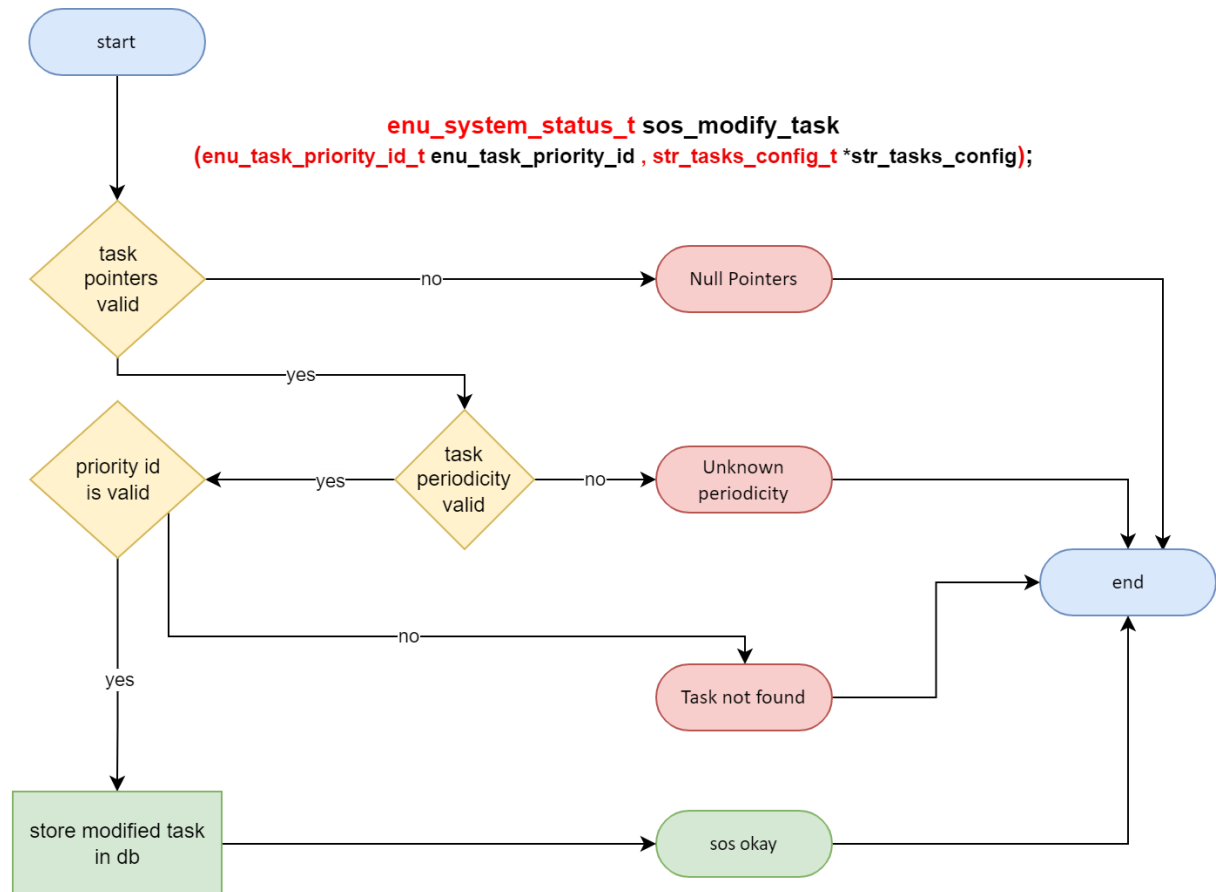 start
enu_system_status_t sos_modify_task
(enu_task_priority_id_t enu_task_priority_id , str_tasks_config_t *str_tasks_config);
task
pointers
valid
no
Null Pointers
yes
priority id
is valid
yes
task
periodicity
valid
no
Unknown
periodicity
end
no
Task not found
yes
store modified task
in db
sos okay